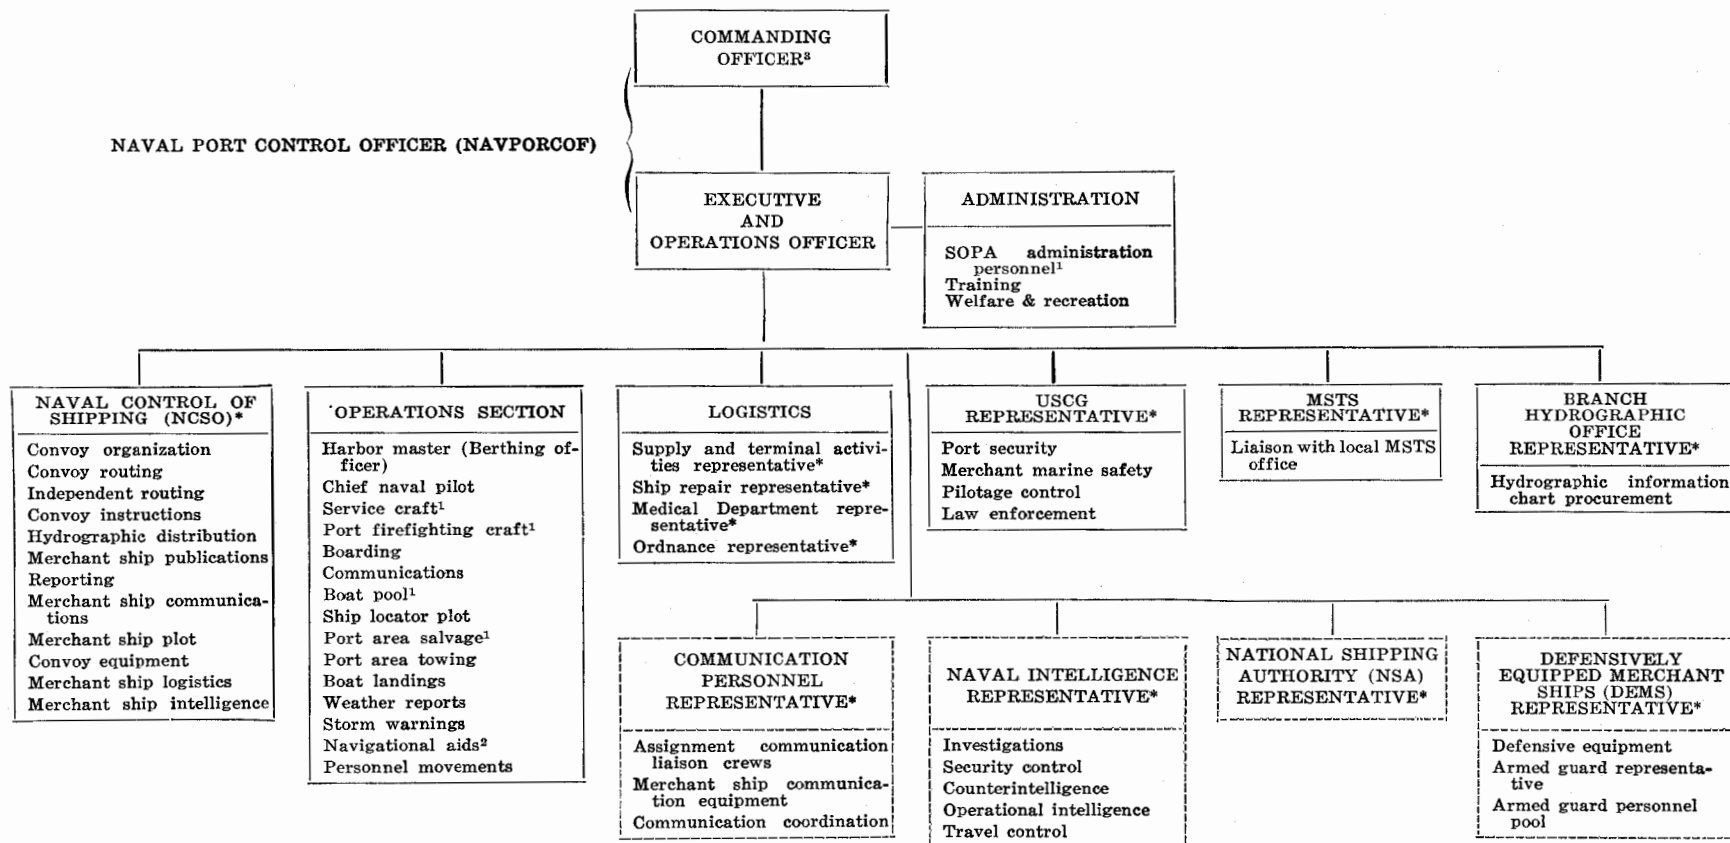 COMMANDING
OFFICER³
NAVAL PORT CONTROL OFFICER (NAVPORCOF)
EXECUTIVE
AND
OPERATIONS OFFICER
ADMINISTRATION
SOPA administration
personnel¹
Training
Welfare & recreation
NAVAL CONTROL OF
SHIPPING (NCSO)*
Convoy organization
Convoy routing
Independent routing
Convoy instructions
Hydrographic distribution
Merchant ship publications
Reporting
Merchant ship communica-
tions
Merchant ship plot
Convoy equipment
Merchant ship logistics
Merchant ship intelligence
OPERATIONS SECTION
Harbor master (Berthing of-
ficer)
Chief naval pilot
Service craft¹
Port firefighting craft¹
Boarding
Communications
Boat pool¹
Ship locator plot
Port area salvage¹
Port area towing
Boat landings
Weather reports
Storm warnings
Navigational aids²
Personnel movements
LOGISTICS
Supply and terminal activi-
ties representative*
Ship repair representative*
Medical Department repre-
sentative*
Ordnance representative*
USCG
REPRESENTATIVE*
Port security
Merchant marine safety
Pilotage control
Law enforcement
MSTS
REPRESENTATIVE*
Liaison with local MSTS
office
BRANCH
HYDROGRAPHIC
OFFICE
REPRESENTATIVE*
Hydrographic information
chart procurement
COMMUNICATION
PERSONNEL
REPRESENTATIVE*
Assignment communication
liaison crews
Merchant ship communica-
tion equipment
Communication coordination
NAVAL INTELLIGENCE
REPRESENTATIVE*
Investigations
Security control
Counterintelligence
Operational intelligence
Travel control
NATIONAL SHIPPING
AUTHORITY (NSA)
REPRESENTATIVE*
DEFENSIVELY
EQUIPPED MERCHANT
SHIPS (DEMS)
REPRESENTATIVE*
Defensive equipment
Armed guard representa-
tive
Armed guard personnel
pool